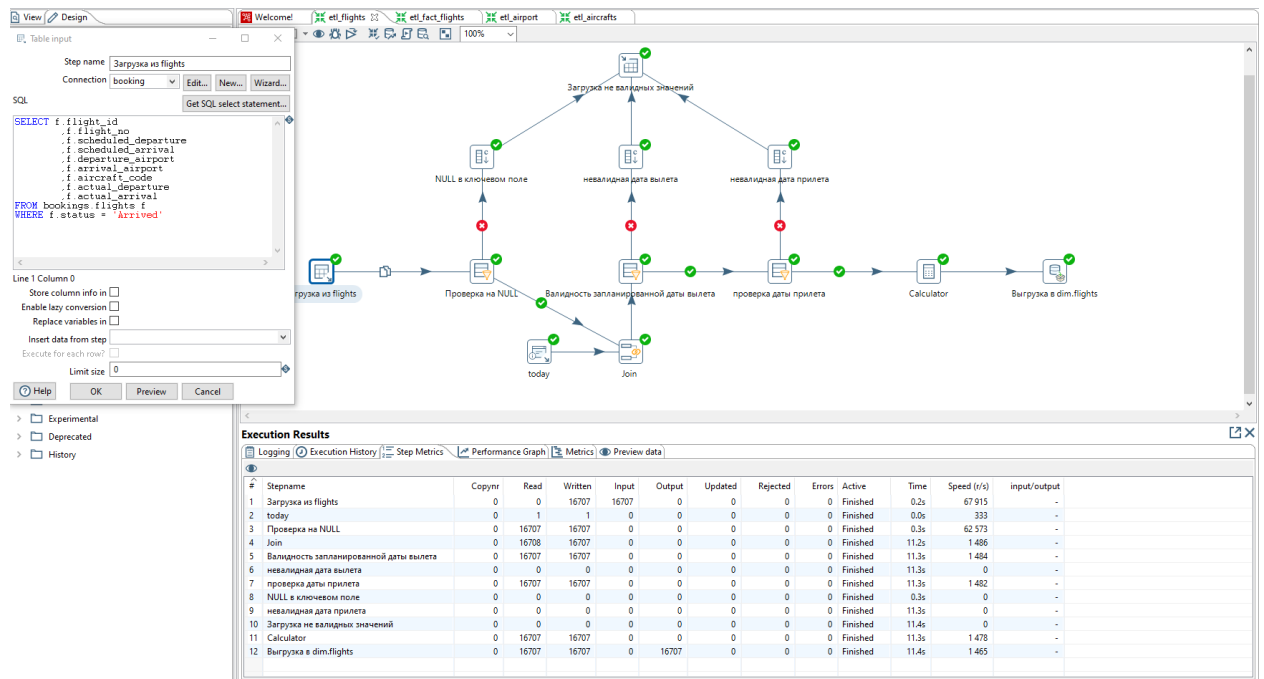 View Design
Welcome! etl_flights etl_fact_flights etl_airport etl_aircrafts
100%
Table input
Step name Загрузка из flights
Connection booking Edit... New... Wizard...
SQL Get SQL select statement...
SELECT f.flight_id
,f.flight_no
,f.scheduled_departure
,f.scheduled_arrival
,f.departure_airport
,f.arrival_airport
,f.aircraft_code
,f.actual_departure
,f.actual_arrival
FROM bookings.flights f
WHERE f.status = 'Arrived'
Line 1 Column 0
Store column info in
Enable lazy conversion
Replace variables in
Insert data from step
Execute for each row?
Limit size 0
Help OK Preview Cancel
Experimental
Deprecated
History
Загрузка не валидных значений
NULL в ключевом поле невалидная дата вылета невалидная дата прилета
грузка из flights Проверка на NULL Валидность запланированной даты вылета проверка даты прилета Calculator Выгрузка в dim.flights
today Join
Execution Results
Logging Execution History Step Metrics Performance Graph Metrics Preview data
# Stepname Copynr Read Written Input Output Updated Rejected Errors Active Time Speed (r/s) input/output
1 Загрузка из flights 0 0 16707 16707 0 0 0 0 Finished 0.2s 67 915 -
2 today 0 1 1 0 0 0 0 0 Finished 0.0s 333 -
3 Проверка на NULL 0 16707 16707 0 0 0 0 0 Finished 0.3s 62 573 -
4 Join 0 16708 16707 0 0 0 0 0 Finished 11.2s 1 486 -
5 Валидность запланированной даты вылета 0 16707 16707 0 0 0 0 0 Finished 11.3s 1 484 -
6 невалидная дата вылета 0 0 0 0 0 0 0 0 Finished 11.3s 0 -
7 проверка даты прилета 0 16707 16707 0 0 0 0 0 Finished 11.3s 1 482 -
8 NULL в ключевом поле 0 0 0 0 0 0 0 0 Finished 0.3s 0 -
9 невалидная дата прилета 0 0 0 0 0 0 0 0 Finished 11.3s 0 -
10 Загрузка не валидных значений 0 0 0 0 0 0 0 0 Finished 11.4s 0 -
11 Calculator 0 16707 16707 0 0 0 0 0 Finished 11.3s 1 478 -
12 Выгрузка в dim.flights 0 16707 16707 0 16707 0 0 0 Finished 11.4s 1 465 -